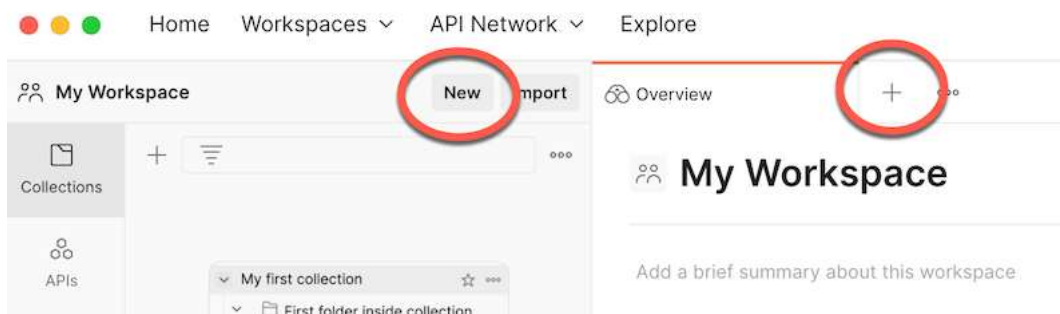 Home Workspaces API Network Explore
My Workspace New Import Overview
Collections
My Workspace
APIs
Add a brief summary about this workspace
My first collection
First folder inside collection